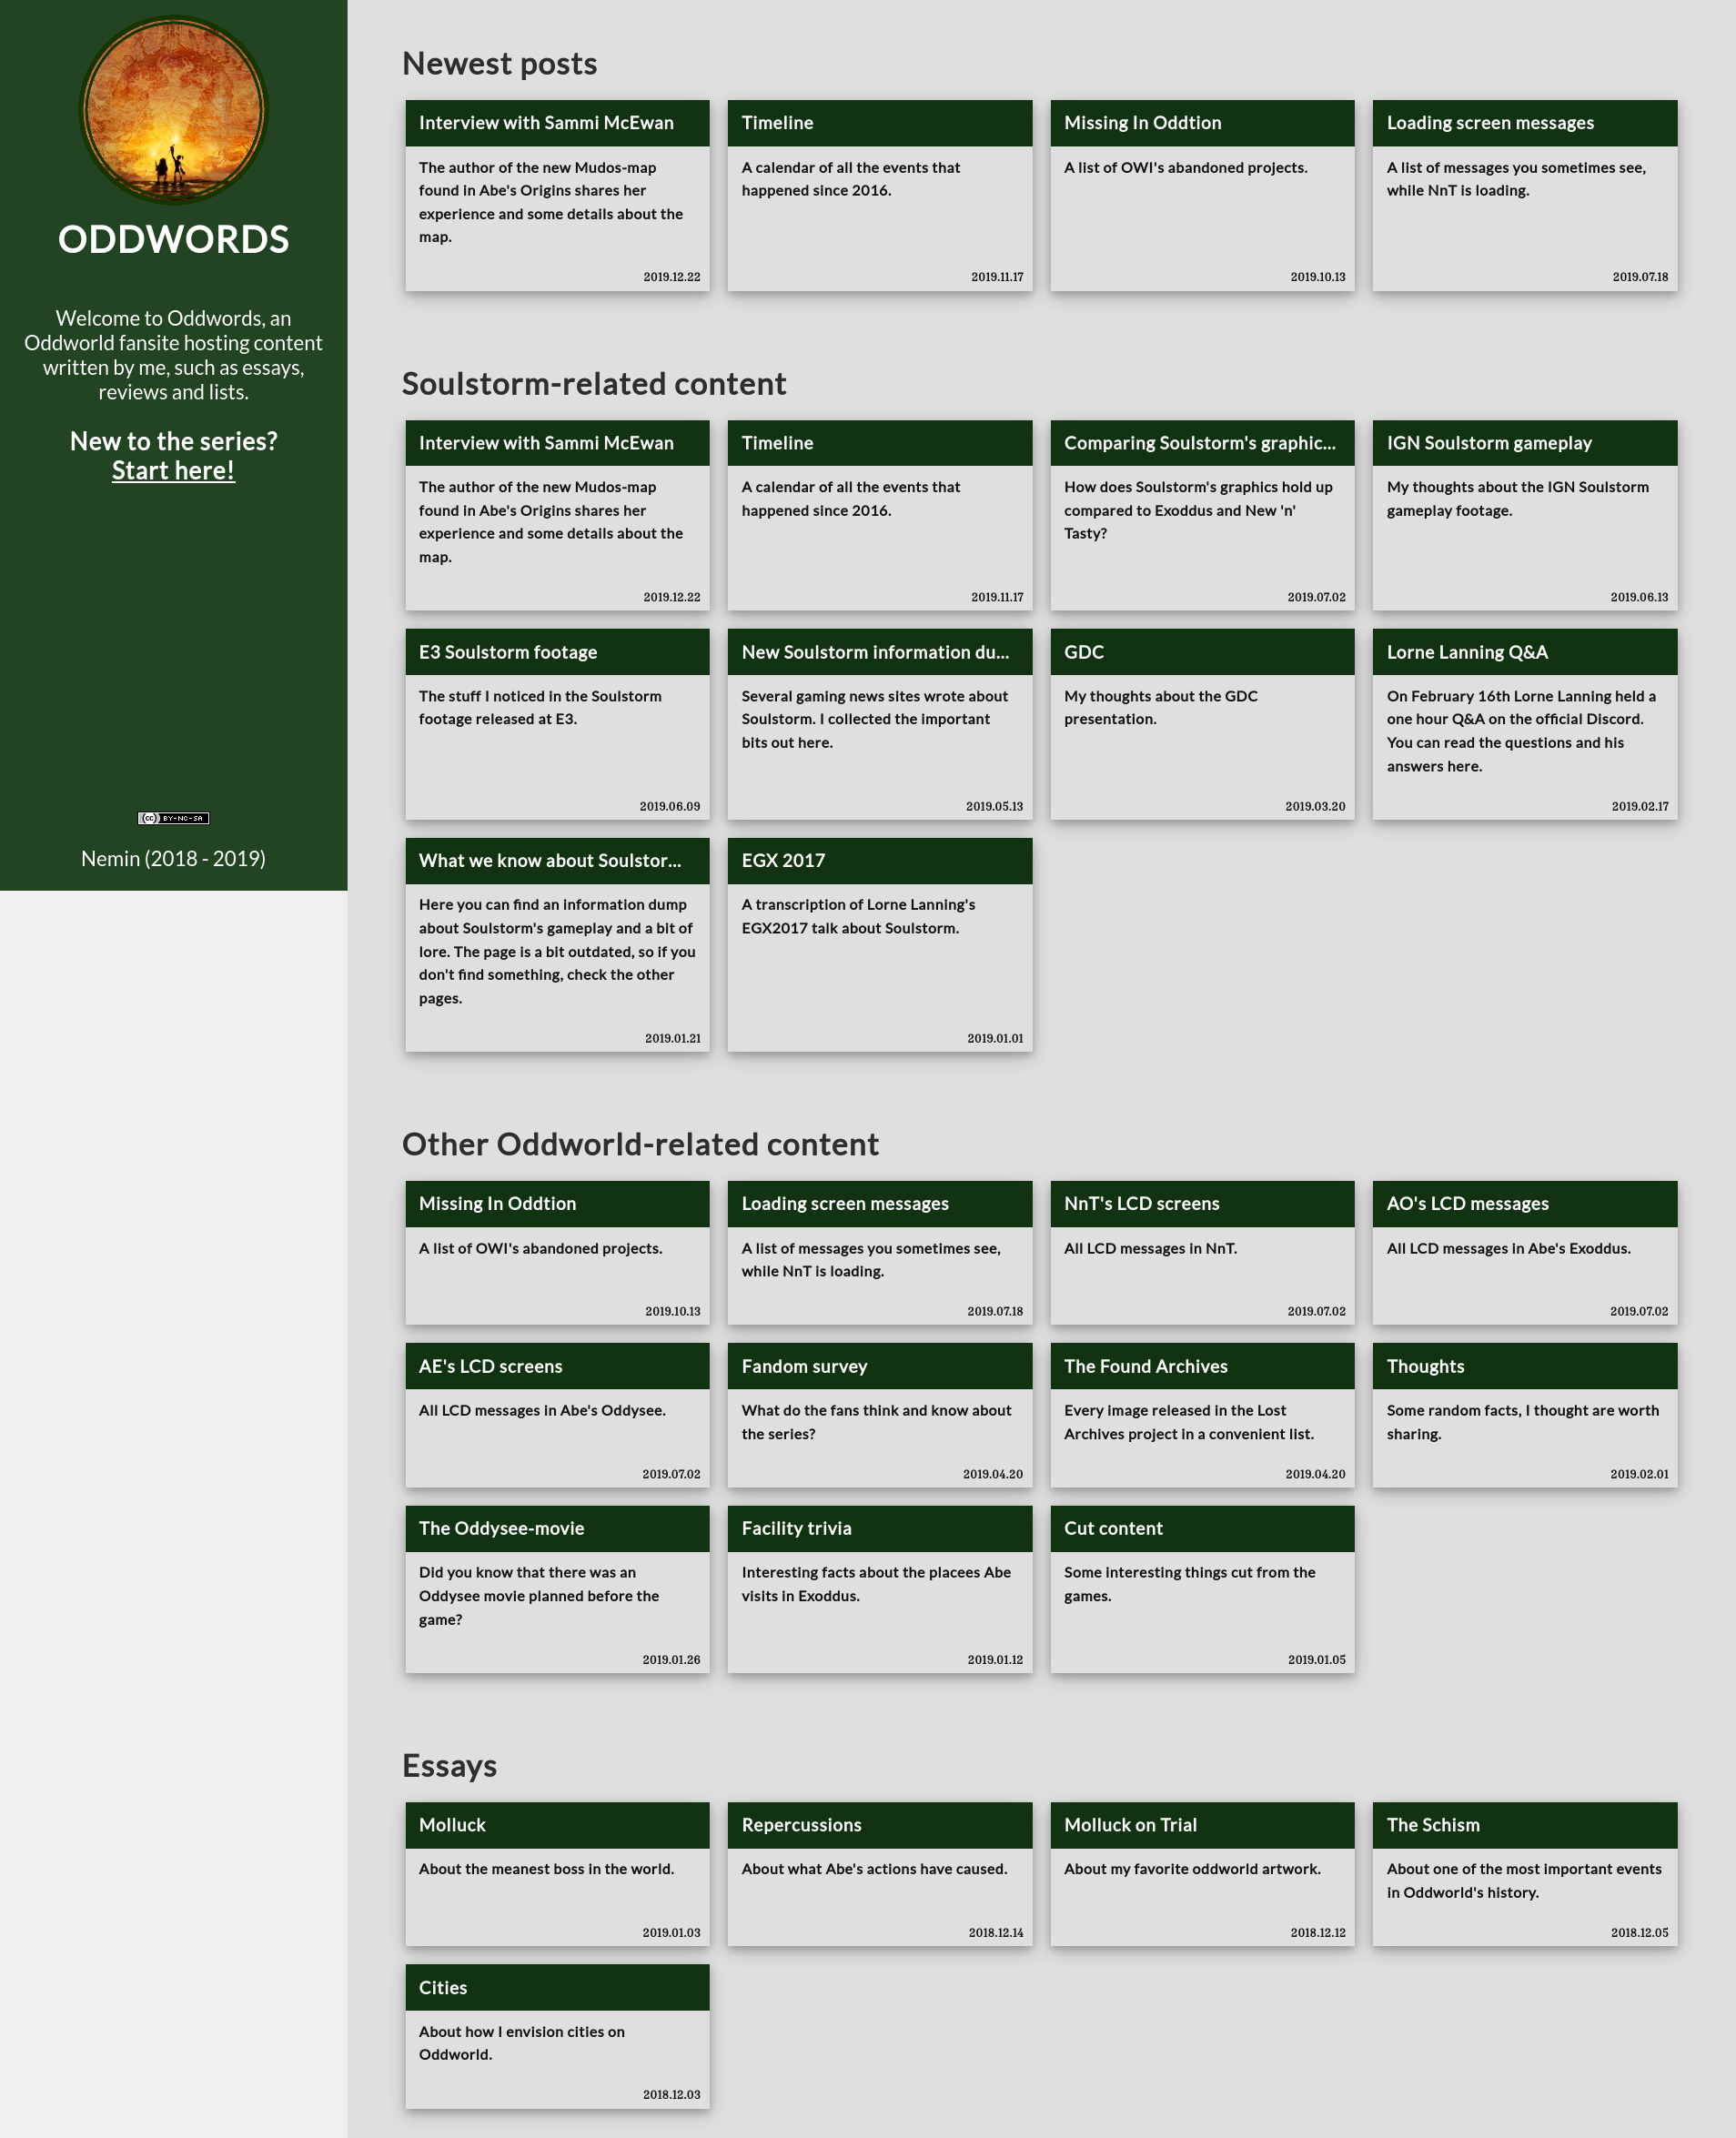 ODDWORDS
Welcome to Oddwords, an
Oddworld fansite hosting content
written by me, such as essays,
reviews and lists.
New to the series?
Start here!
BY-NC-SA
Nemin (2018 - 2019)
Newest posts
Interview with Sammi McEwan
The author of the new Mudos-map
found in Abe's Origins shares her
experience and some details about the
map.
2019.12.22
Timeline
A calendar of all the events that
happened since 2016.
2019.11.17
Missing In Oddtion
A list of OWI's abandoned projects.
2019.10.13
Loading screen messages
A list of messages you sometimes see,
while NnT is loading.
2019.07.18
Soulstorm-related content
Interview with Sammi McEwan
The author of the new Mudos-map
found in Abe's Origins shares her
experience and some details about the
map.
2019.12.22
Timeline
A calendar of all the events that
happened since 2016.
2019.11.17
Comparing Soulstorm's graphic...
How does Soulstorm's graphics hold up
compared to Exoddus and New 'n'
Tasty?
2019.07.02
IGN Soulstorm gameplay
My thoughts about the IGN Soulstorm
gameplay footage.
2019.06.13
E3 Soulstorm footage
The stuff I noticed in the Soulstorm
footage released at E3.
2019.06.09
New Soulstorm information du...
Several gaming news sites wrote about
Soulstorm. I collected the important
bits out here.
2019.05.13
GDC
My thoughts about the GDC
presentation.
2019.03.20
Lorne Lanning Q&A
On February 16th Lorne Lanning held a
one hour Q&A on the official Discord.
You can read the questions and his
answers here.
2019.02.17
What we know about Soulstor...
Here you can find an information dump
about Soulstorm's gameplay and a bit of
lore. The page is a bit outdated, so if you
don't find something, check the other
pages.
2019.01.21
EGX 2017
A transcription of Lorne Lanning's
EGX2017 talk about Soulstorm.
2019.01.01
Other Oddworld-related content
Missing In Oddtion
A list of OWI's abandoned projects.
2019.10.13
Loading screen messages
A list of messages you sometimes see,
while NnT is loading.
2019.07.18
NnT's LCD screens
All LCD messages in NnT.
2019.07.02
AO's LCD messages
All LCD messages in Abe's Exoddus.
2019.07.02
AE's LCD screens
All LCD messages in Abe's Oddysee.
2019.07.02
Fandom survey
What do the fans think and know about
the series?
2019.04.20
The Found Archives
Every image released in the Lost
Archives project in a convenient list.
2019.04.20
Thoughts
Some random facts, I thought are worth
sharing.
2019.02.01
The Oddysee-movie
Did you know that there was an
Oddysee movie planned before the
game?
2019.01.26
Facility trivia
Interesting facts about the placees Abe
visits in Exoddus.
2019.01.12
Cut content
Some interesting things cut from the
games.
2019.01.05
Essays
Molluck
About the meanest boss in the world.
2019.01.03
Repercussions
About what Abe's actions have caused.
2018.12.14
Molluck on Trial
About my favorite oddworld artwork.
2018.12.12
The Schism
About one of the most important events
in Oddworld's history.
2018.12.05
Cities
About how I envision cities on
Oddworld.
2018.12.03